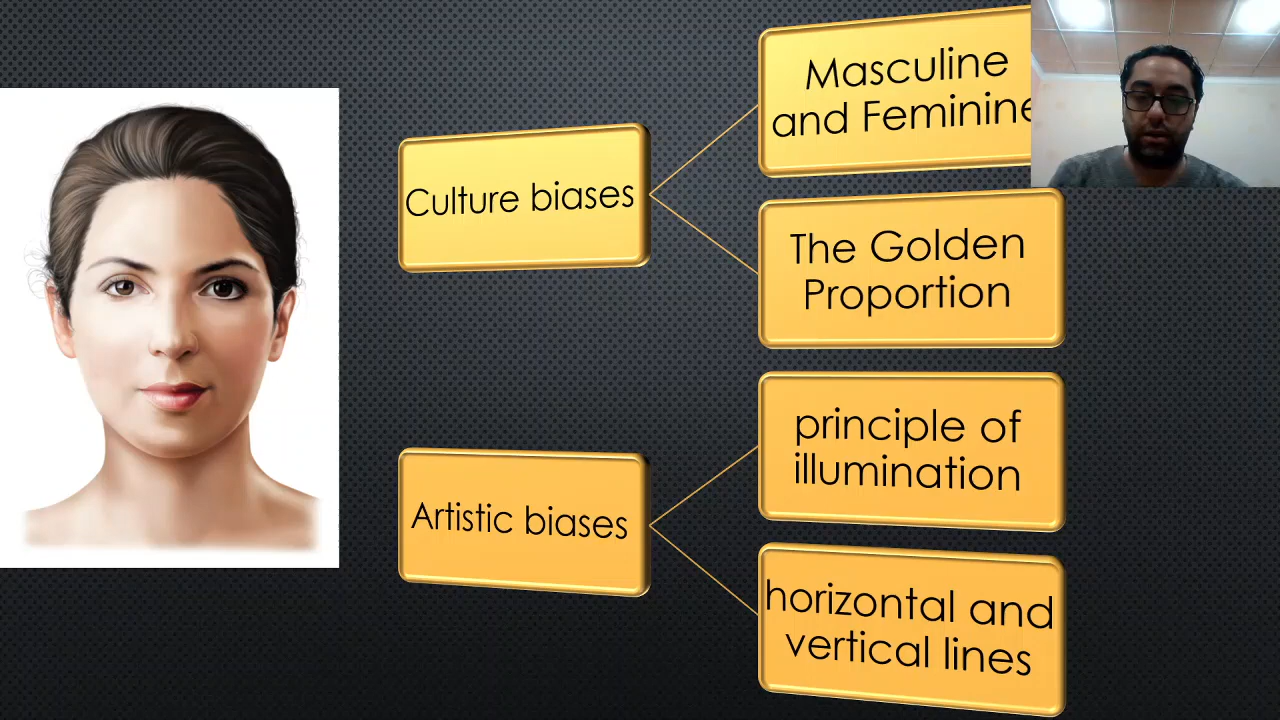 Culture biases
Masculine
and Feminine
The Golden
Proportion
Artistic biases
principle of
illumination
horizontal and
vertical lines